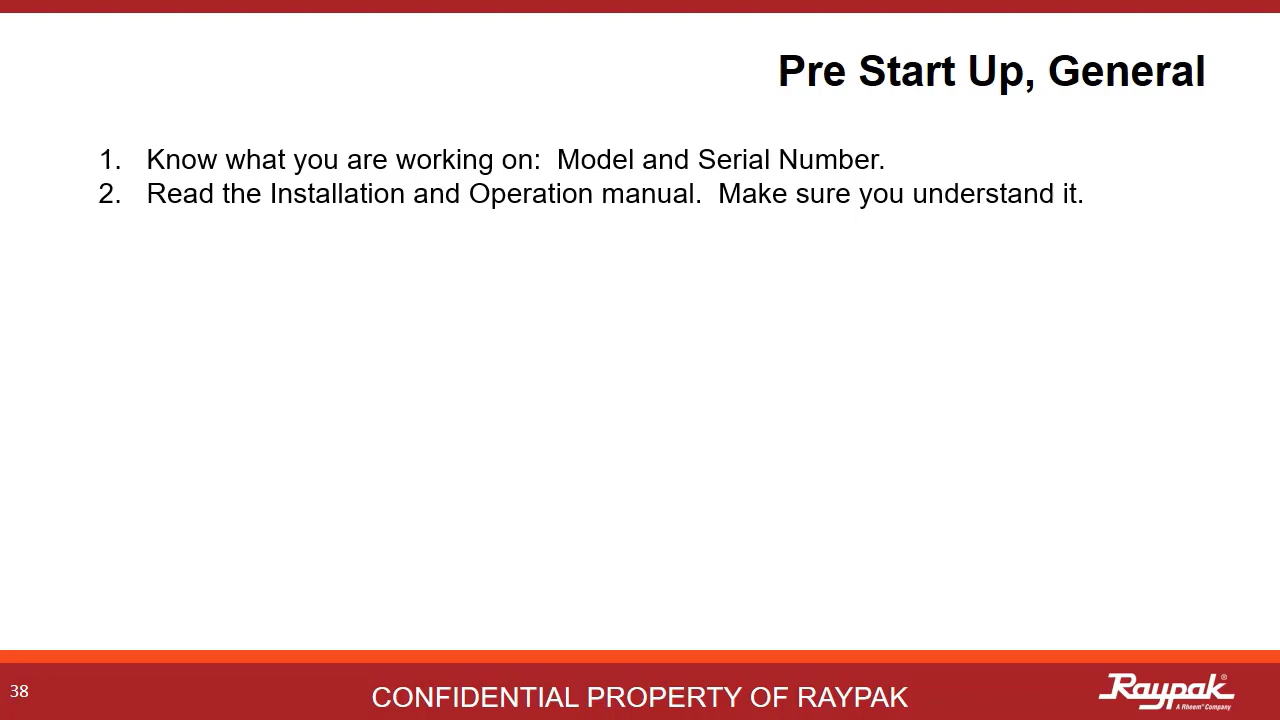 Pre Start Up, General
1. Know what you are working on:  Model and Serial Number.
2. Read the Installation and Operation manual.  Make sure you understand it.
38
CONFIDENTIAL PROPERTY OF RAYPAK
Raypak®
A Rheem® Company